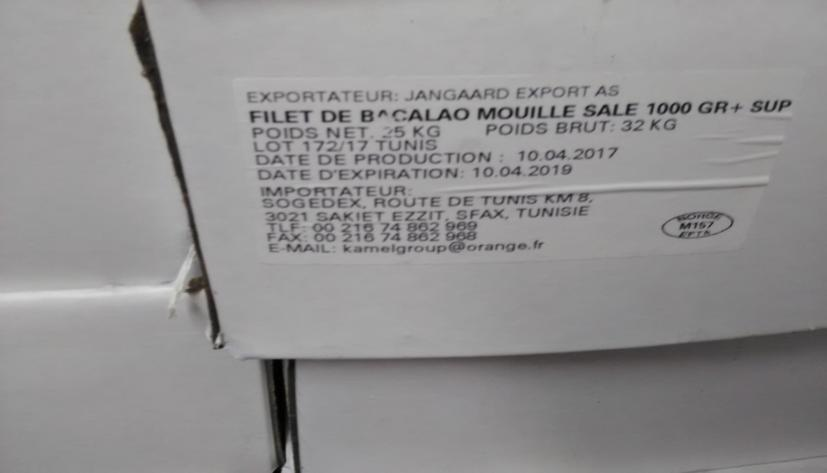 EXPORTATEUR: JANGAARD EXPORT AS
FILET DE BACALAO MOUILLE SALE 1000 GR+ SUP
POIDS NET. 25 KG POIDS BRUT: 32 KG
LOT 172/17 TUNIS
DATE DE PRODUCTION : 10.04.2017
DATE D'EXPIRATION: 10.04.2019
IMPORTATEUR:
SOGEDEX, ROUTE DE TUNIS KM 8,
3021 SAKIET EZZIT, SFAX, TUNISIE
TLF: 00 216 74 862 969
FAX: 00 216 74 862 968
E-MAIL: kamelgroup@orange.fr
NORGE
M157
EFTA